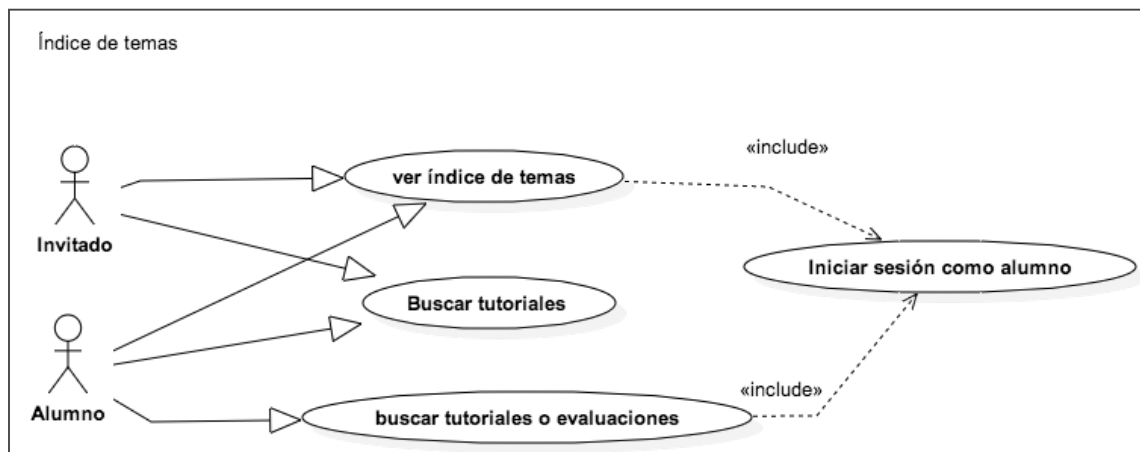 Índice de temas
«include»
ver índice de temas
Invitado
Iniciar sesión como alumno
Buscar tutoriales
«include»
Alumno
buscar tutoriales o evaluaciones